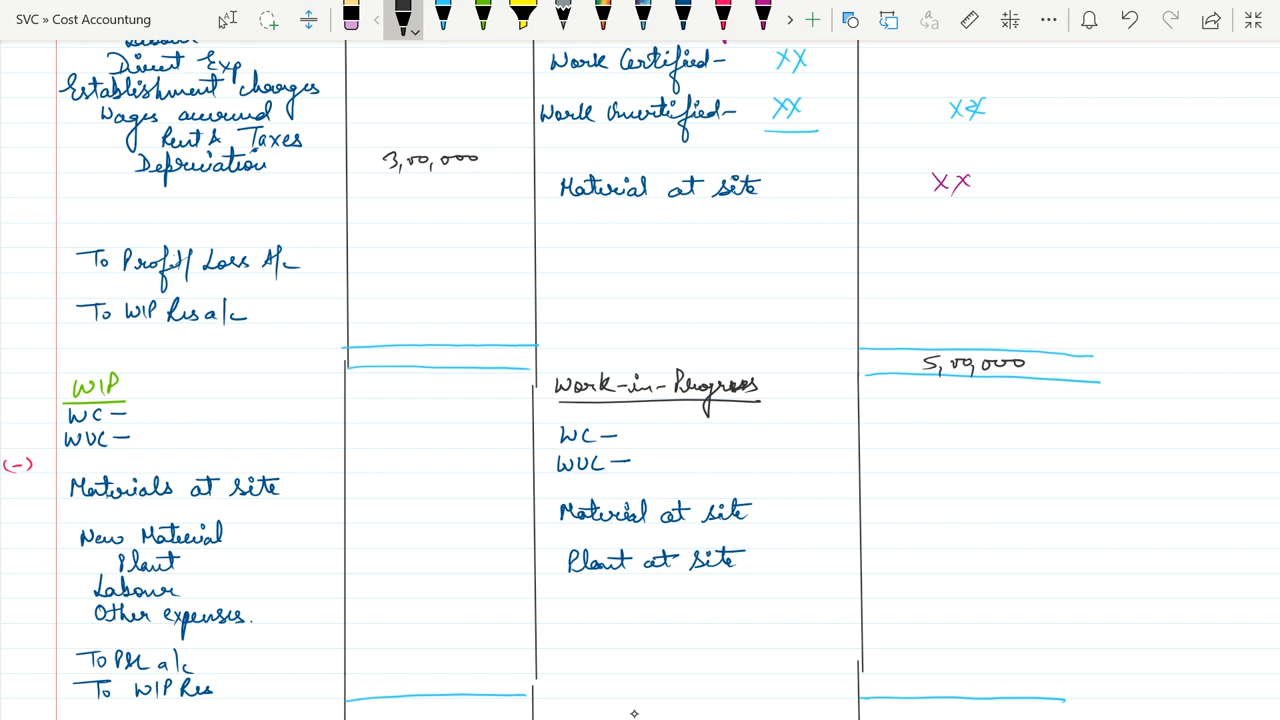 SVC » Cost Accountung
Direct Exp
Establishment charges
Wages accrued
Rent & Taxes
Depreciation 3,00,000
Work Certified- XX
Work Uncertified- XX XX
Material at site XX
To Profit/Loss A/c
To WIP Res a/c
5,00,000
WIP
WC -
WUC -
(-)
Materials at site
New Material
Plant
Labour
Other expenses.
To P&L a/c
To WIP Res
Work-in-Progress
WC -
WUC -
Material at site
Plant at site